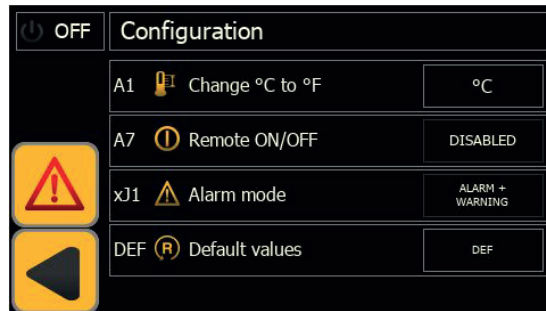 OFF Configuration
A1 Change °C to °F °C
A7 Remote ON/OFF DISABLED
xJ1 Alarm mode ALARM +
WARNING
DEF R Default values DEF